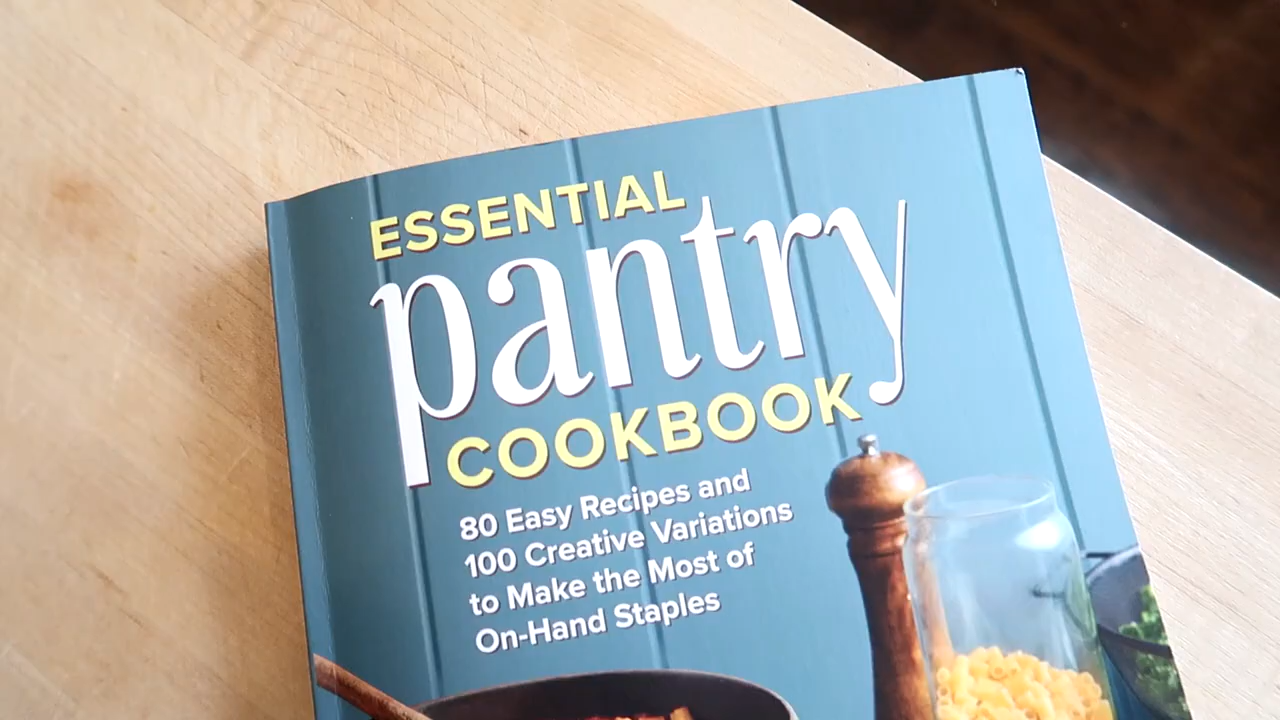 ESSENTIAL
pantry
COOKBOOK
80 Easy Recipes and
100 Creative Variations
to Make the Most of
On-Hand Staples